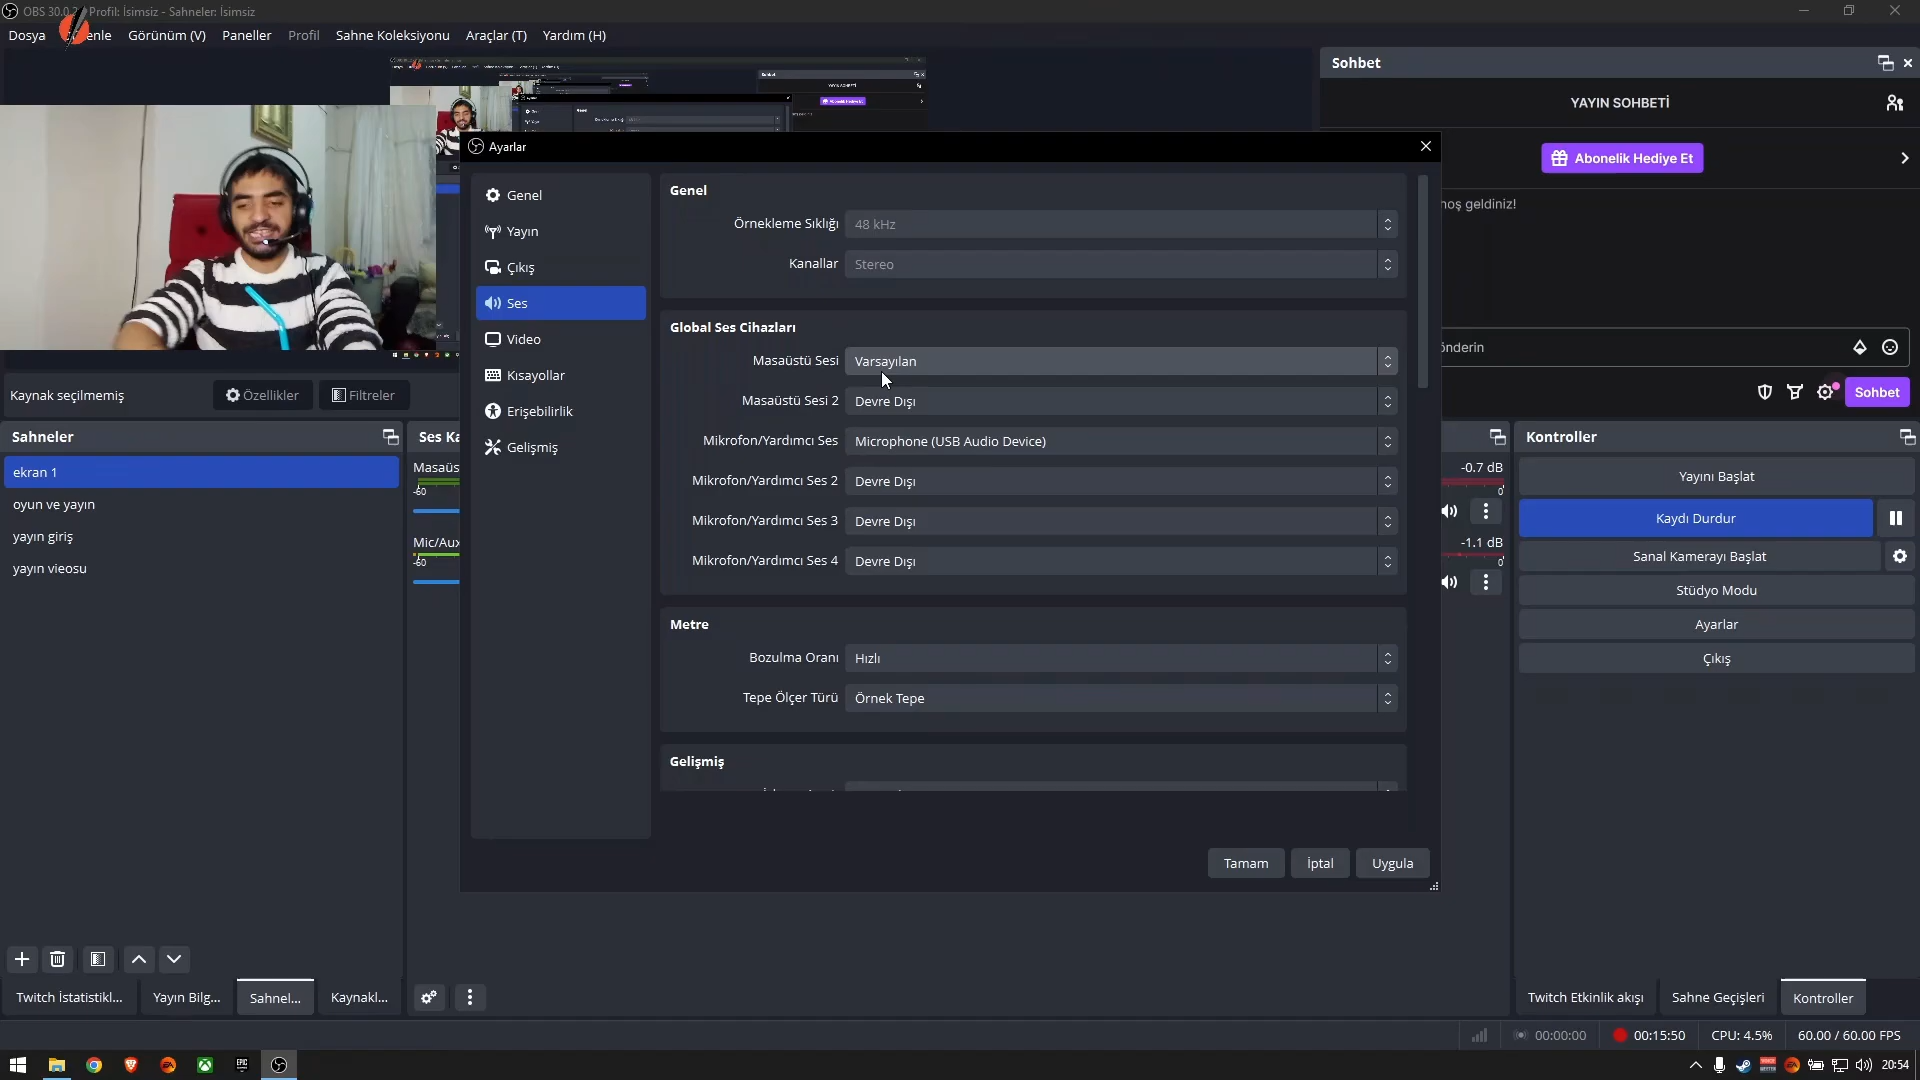 OBS 30.0.2 Profil: İsimsiz - Sahneler: İsimsiz
Dosya
enle
Görünüm (V)
Paneller
Profil
Sahne Koleksiyonu
Araçlar (T)
Yardım (H)
Sohbet
YAYIN SOHBETİ
Abonelik Hediye Et
hoş geldiniz!
önderin
Sohbet
Ayarlar
Genel
Yayın
Çıkış
Ses
Video
Kısayollar
Erişebilirlik
Gelişmiş
Genel
Örnekleme Sıklığı
48 kHz
Kanallar
Stereo
Global Ses Cihazları
Masaüstü Sesi
Varsayılan
Masaüstü Sesi 2
Devre Dışı
Mikrofon/Yardımcı Ses
Microphone (USB Audio Device)
Mikrofon/Yardımcı Ses 2
Devre Dışı
Mikrofon/Yardımcı Ses 3
Devre Dışı
Mikrofon/Yardımcı Ses 4
Devre Dışı
Metre
Bozulma Oranı
Hızlı
Tepe Ölçer Türü
Örnek Tepe
Gelişmiş
Tamam
İptal
Uygula
Kaynak seçilmemiş
Özellikler
Filtreler
Sahneler
ekran 1
oyun ve yayın
yayın giriş
yayın vieosu
Ses Ka
Masaüs
-60
Mic/Aux
-60
-0.7 dB
0
-1.1 dB
0
Kontroller
Yayını Başlat
Kaydı Durdur
Sanal Kamerayı Başlat
Stüdyo Modu
Ayarlar
Çıkış
Twitch İstatistikl...
Yayın Bilg...
Sahnel...
Kaynakl...
Twitch Etkinlik akışı
Sahne Geçişleri
Kontroller
00:00:00
00:15:50
CPU: 4.5%
60.00 / 60.00 FPS
20:54